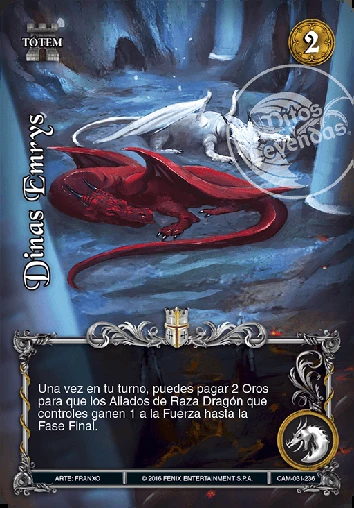 TÓTEM
2
Mitos
Leyendas
Dinas Emrys
Una vez en tu turno, puedes pagar 2 Oros
para que los Aliados de Raza Dragón que
controles ganen 1 a la Fuerza hasta la
Fase Final.
ARTE: FRANXO
© 2016 FENIX ENTERTAINMENT S.P.A.
CAM-081-236